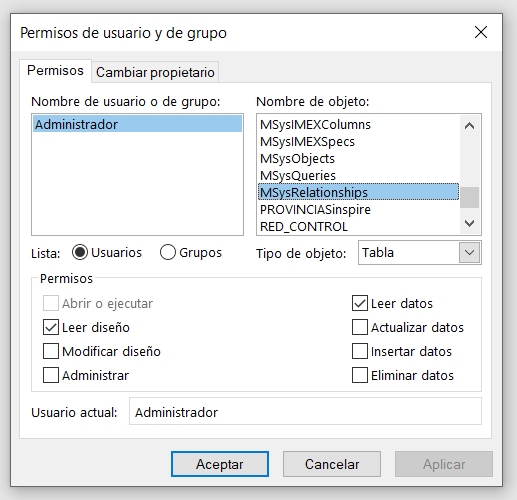 Permisos de usuario y de grupo
Permisos
Cambiar propietario
Nombre de usuario o de grupo:
Administrador
Nombre de objeto:
MSysIMEXColumns
MSysIMEXSpecs
MSysObjects
MSysQueries
MSysRelationships
PROVINCIASinspire
RED_CONTROL
Lista:
Usuarios
Grupos
Tipo de objeto:
Tabla
Permisos
Abrir o ejecutar
Leer diseño
Modificar diseño
Administrar
Leer datos
Actualizar datos
Insertar datos
Eliminar datos
Usuario actual:
Administrador
Aceptar
Cancelar
Aplicar